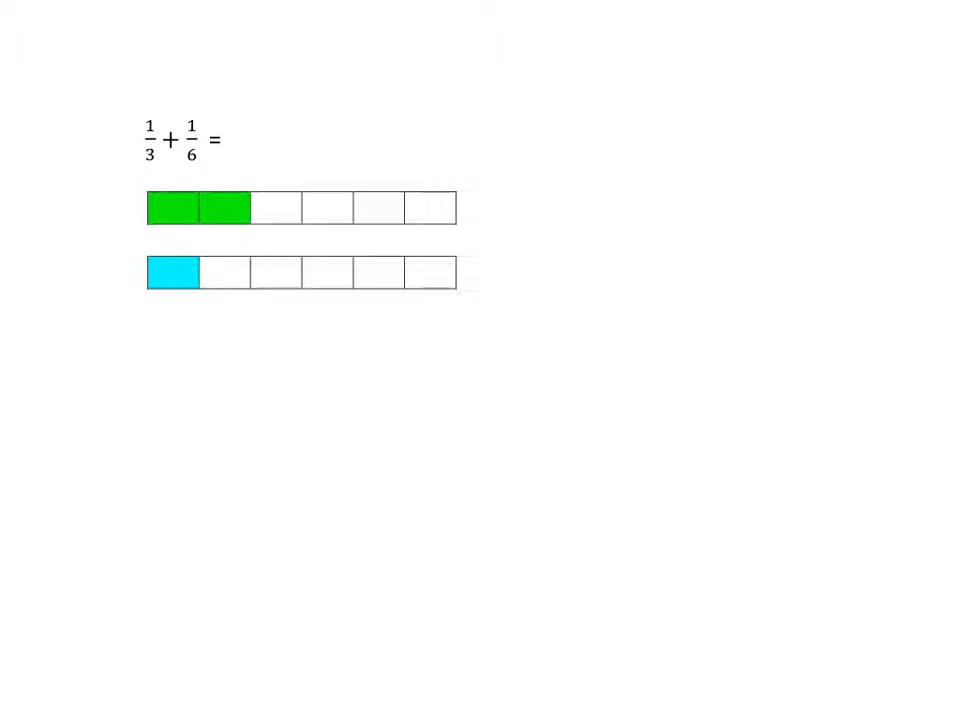 1/3 + 1/6 =